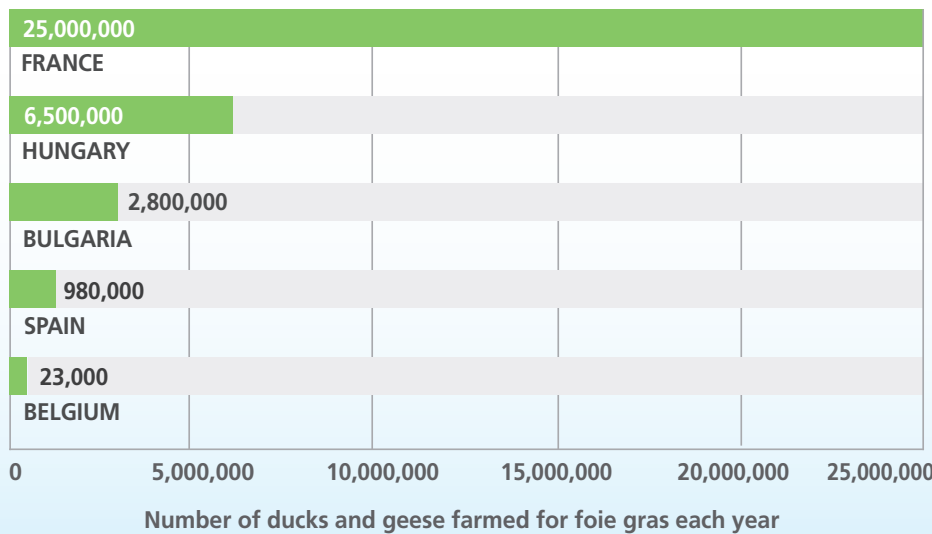 25,000,000
FRANCE
6,500,000
HUNGARY
2,800,000
BULGARIA
980,000
SPAIN
23,000
BELGIUM
0 5,000,000 10,000,000 15,000,000 20,000,000 25,000,000
Number of ducks and geese farmed for foie gras each year